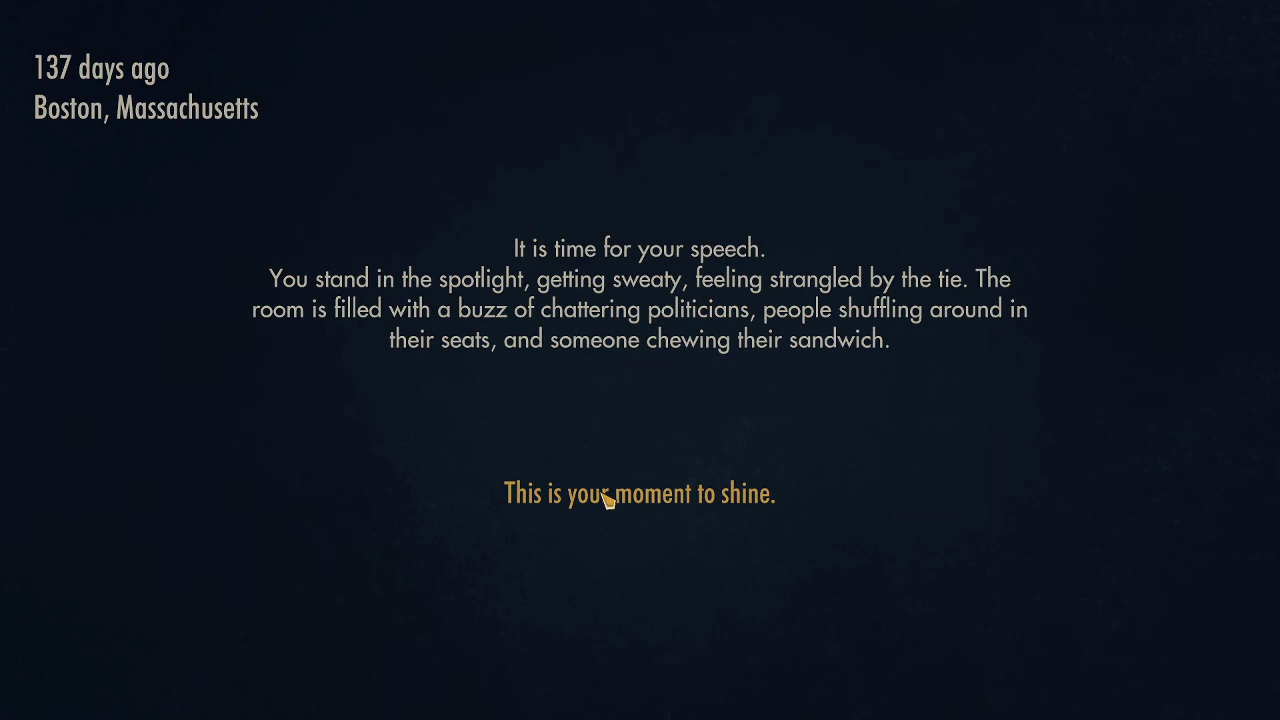 137 days ago
Boston, Massachusetts
It is time for your speech.
You stand in the spotlight, getting sweaty, feeling strangled by the tie. The
room is filled with a buzz of chattering politicians, people shuffling around in
their seats, and someone chewing their sandwich.
This is your moment to shine.